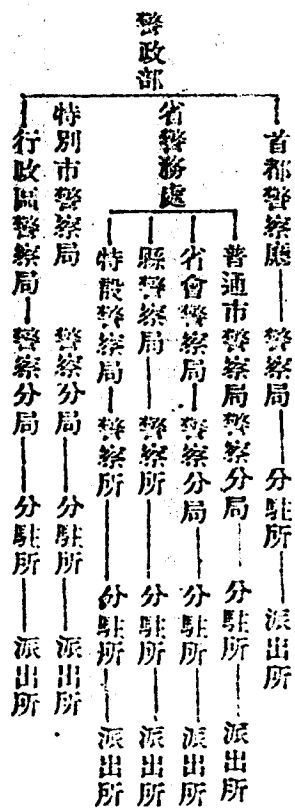 警政部
首都警察廳—警察局—分駐所—派出所
省警務處
普通市警察局—警察分局—分駐所—派出所
省會警察局—警察分局—分駐所—派出所
縣警察局—警察所—分駐所—派出所
特設警察局—警察所—分駐所—派出所
特別市警察局—警察分局—分駐所—派出所
行政區警察局—警察分局—分駐所—派出所